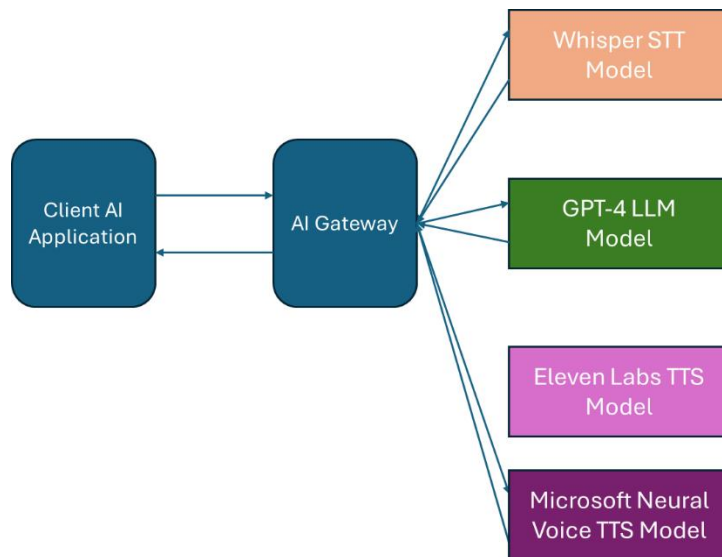 Whisper STT
Model
Client AI
Application
AI Gateway
GPT-4 LLM
Model
Eleven Labs TTS
Model
Microsoft Neural
Voice TTS Model